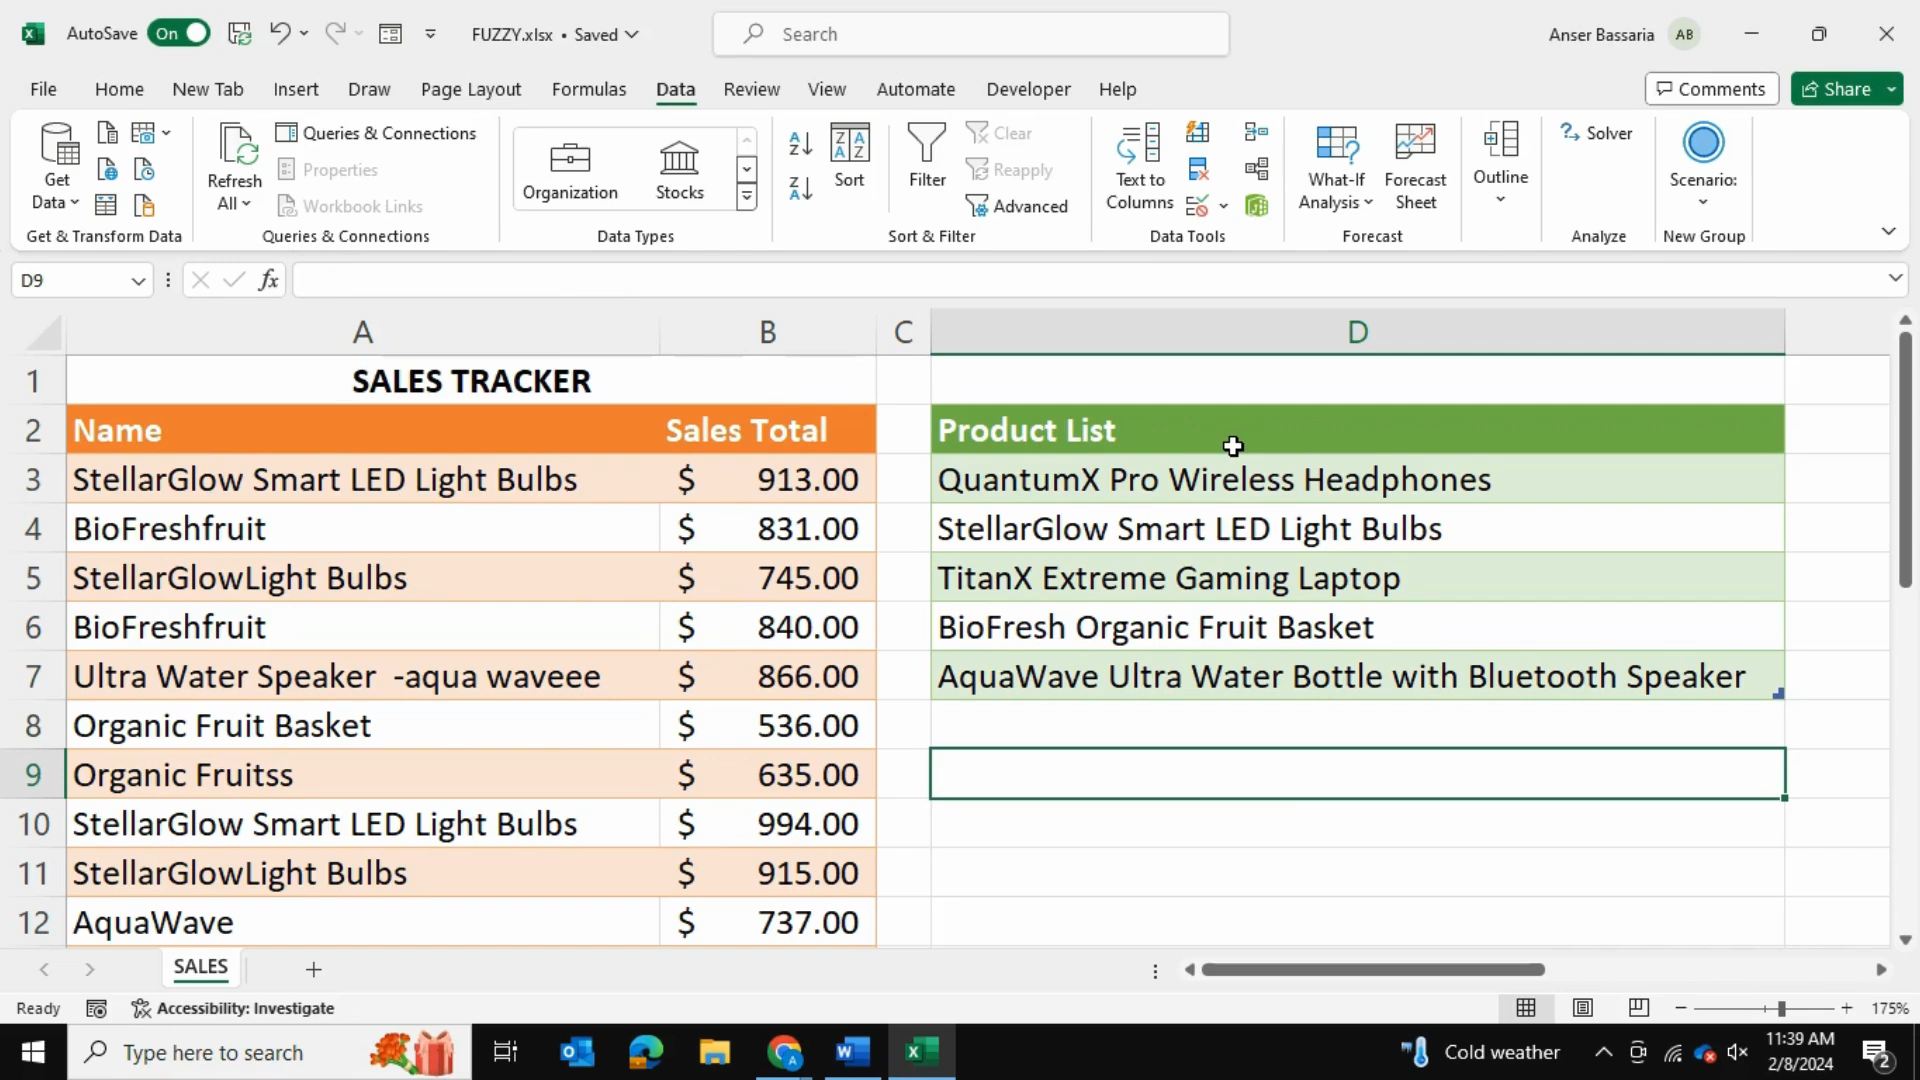 AutoSave On FUZZY.xlsx • Saved Search Anser Bassaria AB
File Home New Tab Insert Draw Page Layout Formulas Data Review View Automate Developer Help Comments Share
Get Data
Refresh All
Queries & Connections
Properties
Workbook Links
Organization
Stocks
Sort
Filter
Clear
Reapply
Advanced
Text to Columns
What-If Analysis
Forecast Sheet
Outline
Solver
Scenario:
Get & Transform Data Queries & Connections Data Types Sort & Filter Data Tools Forecast Analyze New Group
D9 fx
A B C D
1 SALES TRACKER
2 Name Sales Total Product List
3 StellarGlow Smart LED Light Bulbs $ 913.00 QuantumX Pro Wireless Headphones
4 BioFreshfruit $ 831.00 StellarGlow Smart LED Light Bulbs
5 StellarGlowLight Bulbs $ 745.00 TitanX Extreme Gaming Laptop
6 BioFreshfruit $ 840.00 BioFresh Organic Fruit Basket
7 Ultra Water Speaker -aqua waveee $ 866.00 AquaWave Ultra Water Bottle with Bluetooth Speaker
8 Organic Fruit Basket $ 536.00
9 Organic Fruitss $ 635.00
10 StellarGlow Smart LED Light Bulbs $ 994.00
11 StellarGlowLight Bulbs $ 915.00
12 AquaWave $ 737.00
SALES
Ready Accessibility: Investigate 175%
Type here to search Cold weather 11:39 AM
2/8/2024 2